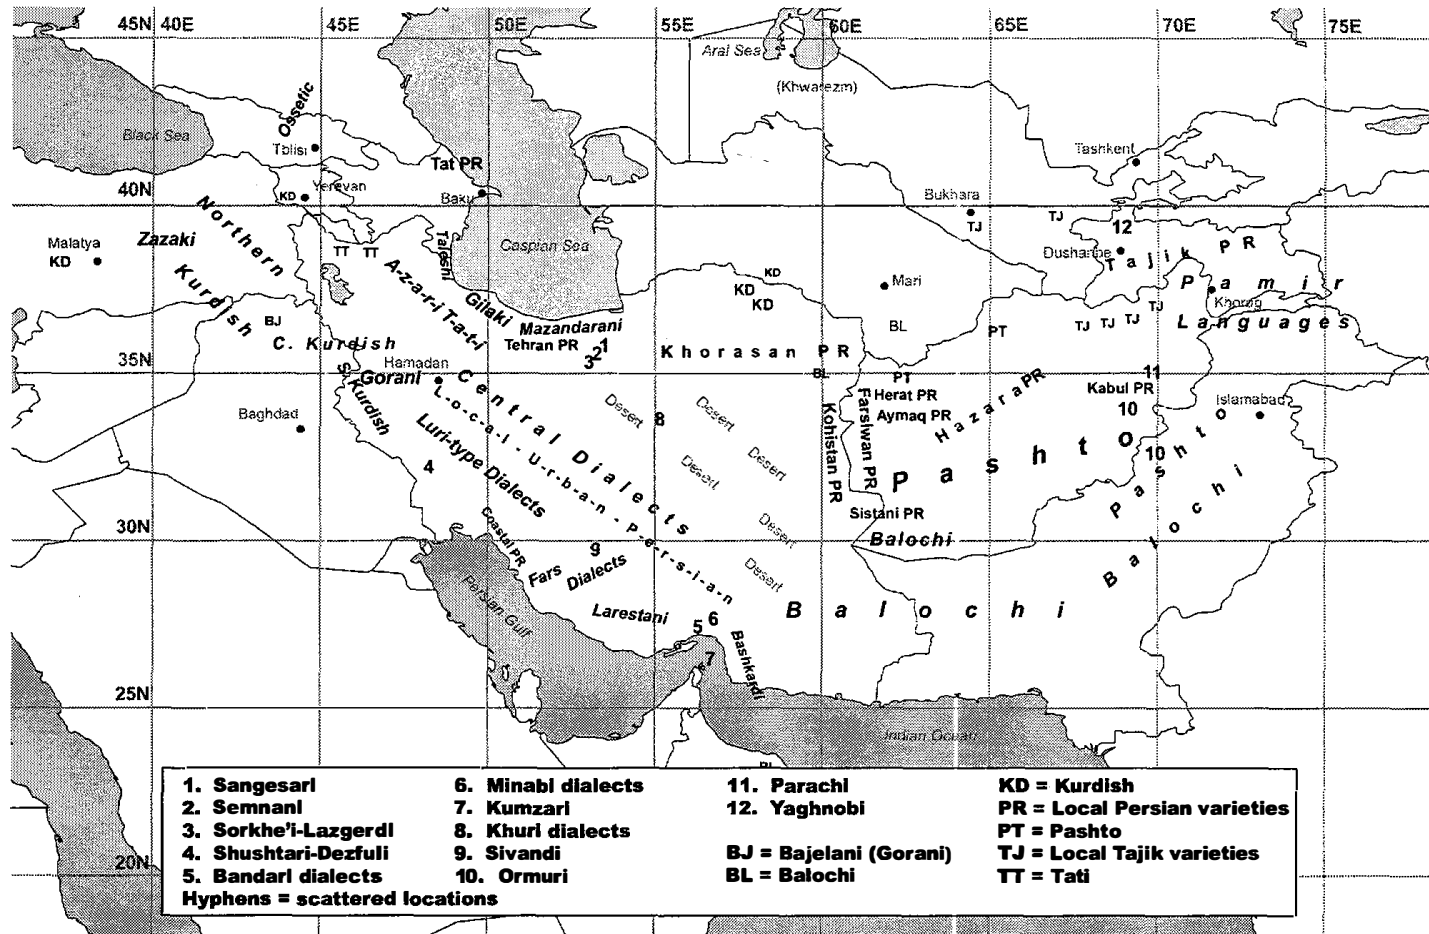 45N 40E 45E 50E 55E 60E 65E 70E 75E
Aral Sea
(Khwarezm)
Ossetic
Black Sea
Tblisi
Tashkent
Tat PR
40N
KD
Yerevan
Baku
Bukhara
TJ
TJ
12
Northern
Kurdish
Zazaki
Malatya
KD
TT TT
Taleshi
Caspian Sea
Dushanbe
Tajik PR
A-z-a-r-i T-a-t-i
Gilaki
KD
KD
KD
Mari
Pamir
Languages
Khorog
BJ
Mazandarani
BL
PT
TJ TJ TJ TJ
C. Kurdish
Tehran PR
1
2
3
Khorasan PR
35N
Hamadan
Gorani
S. Kurdish
Central Dialects
BL
PT
11
Herat PR
Hazara PR
Kabul PR
Aymaq PR
10
Islamabad
Baghdad
L-o-c-a-l - U-r-b-a-n - P-e-r-s-i-a-n
Desert
8
Desert
Desert
Desert
Kohistan PR
Farsiwan PR
Luri-type Dialects
4
Pashto
10
Pashto
Sistani PR
30N
Coastal PR
9
Desert
Balochi
Balochi
Fars
Dialects
Desert
Persian Gulf
Larestani
Balochi
5 6
7
Bashkardi
25N
Indian Ocean
BL
20N
1. Sangesari
2. Semnani
3. Sorkhe'i-Lazgerdi
4. Shushtari-Dezfuli
5. Bandari dialects
Hyphens = scattered locations
6. Minabi dialects
7. Kumzari
8. Khuri dialects
9. Sivandi
10. Ormuri
11. Parachi
12. Yaghnobi
BJ = Bajelani (Gorani)
BL = Balochi
KD = Kurdish
PR = Local Persian varieties
PT = Pashto
TJ = Local Tajik varieties
TT = Tati